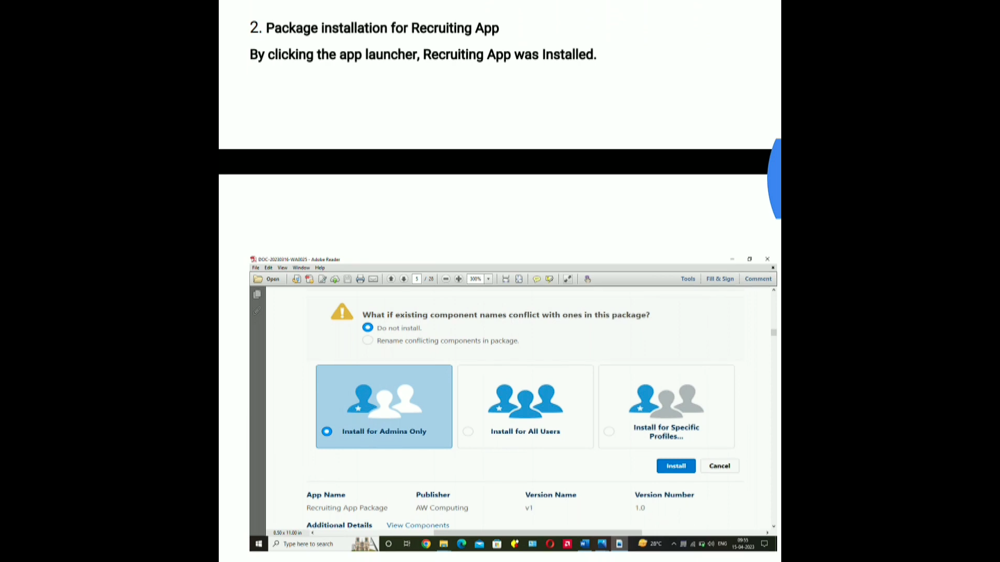 2. Package installation for Recruiting App
By clicking the app launcher, Recruiting App was Installed.
DOC-20230316-WA0025 - Adobe Reader
File Edit View Window Help
Open 5 / 28 300% Tools Fill & Sign Comment
What if existing component names conflict with ones in this package?
Do not install.
Rename conflicting components in package.
Install for Admins Only
Install for All Users
Install for Specific
Profiles...
Install Cancel
App Name Publisher Version Name Version Number
Recruiting App Package AW Computing v1 1.0
Additional Details View Components
8.50 x 11.00 in
Type here to search 28°C ENG 09:55
15-04-2023